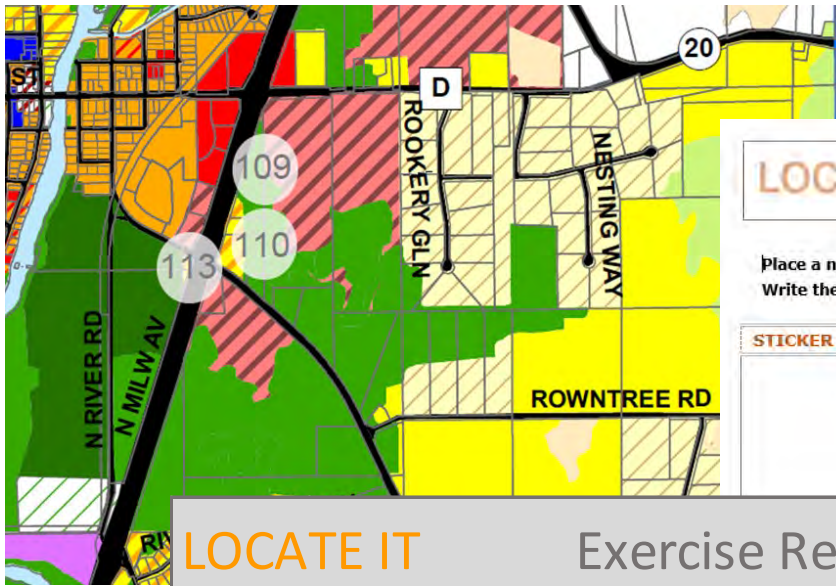 ST
20
D
ROOKERY GLN
NESTING WAY
109
110
113
N RIVER RD
N MILW AV
ROWNTREE RD
LOC
Place a n
Write the
STICKER
LOCATE IT Exercise Re